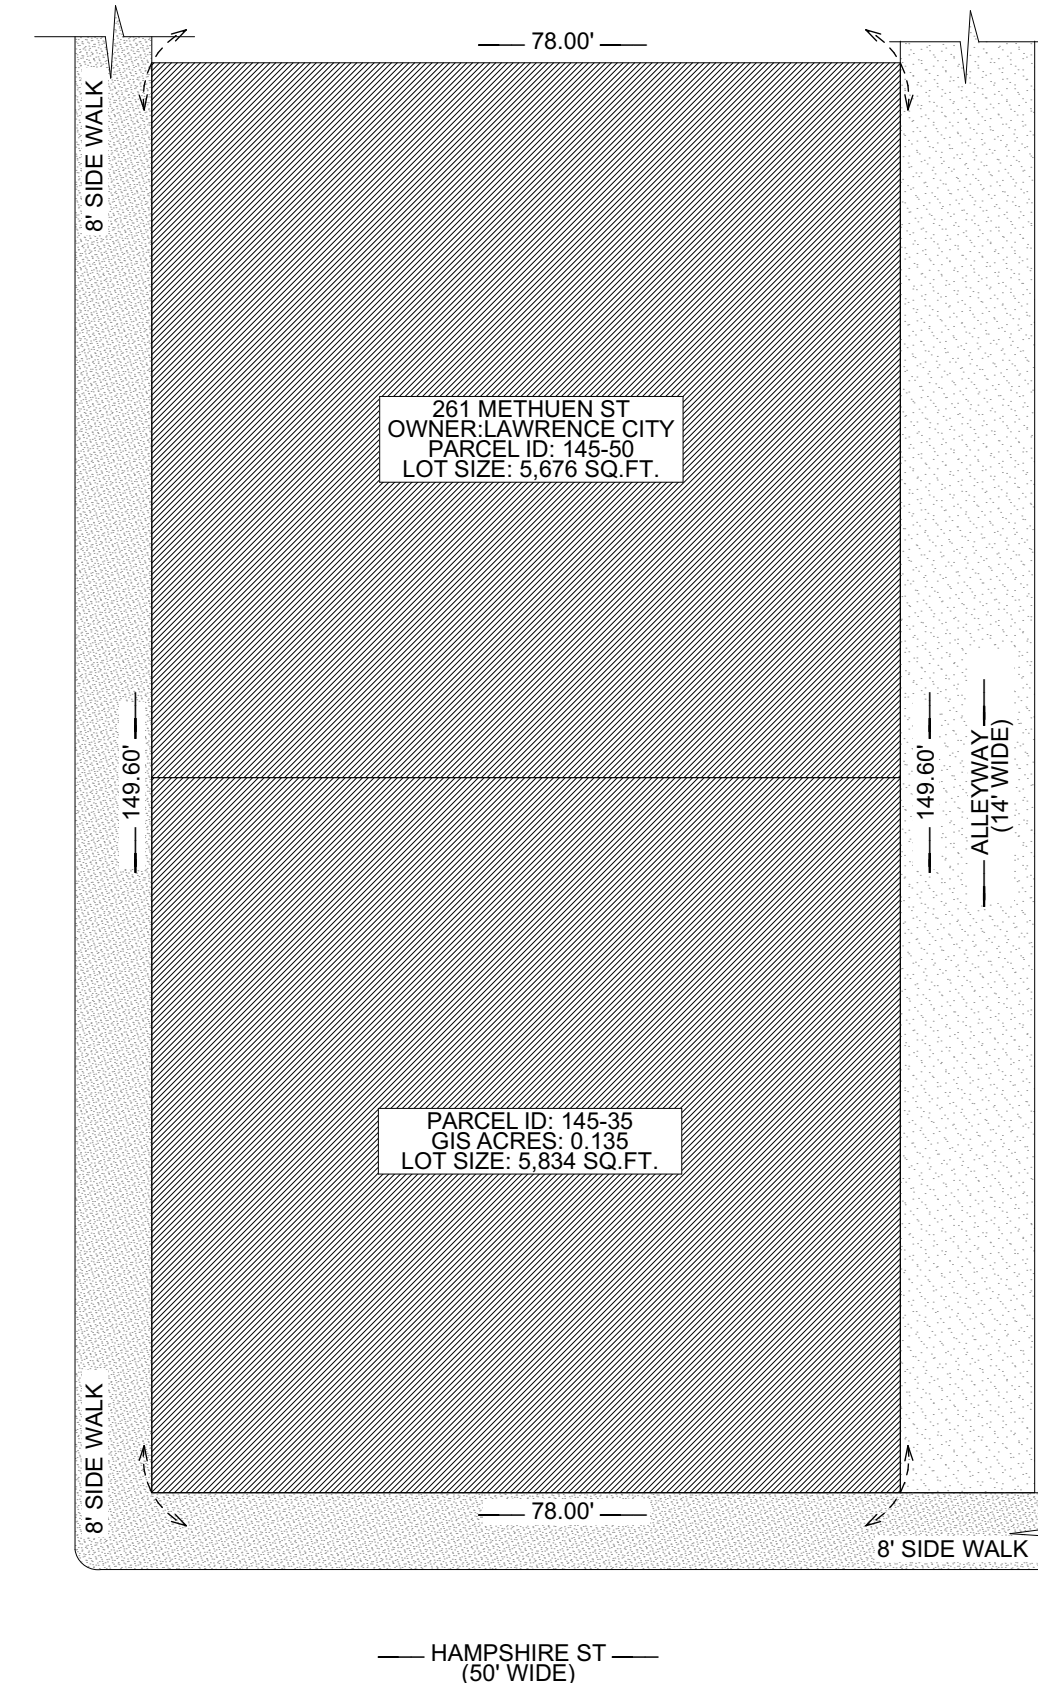 78.00'
8' SIDE WALK
261 METHUEN ST
OWNER:LAWRENCE CITY
PARCEL ID: 145-50
LOT SIZE: 5,676 SQ.FT.
149.60'
149.60'
ALLEYWAY
(14' WIDE)
PARCEL ID: 145-35
GIS ACRES: 0.135
LOT SIZE: 5,834 SQ.FT.
8' SIDE WALK
78.00'
8' SIDE WALK
HAMPSHIRE ST
(50' WIDE)